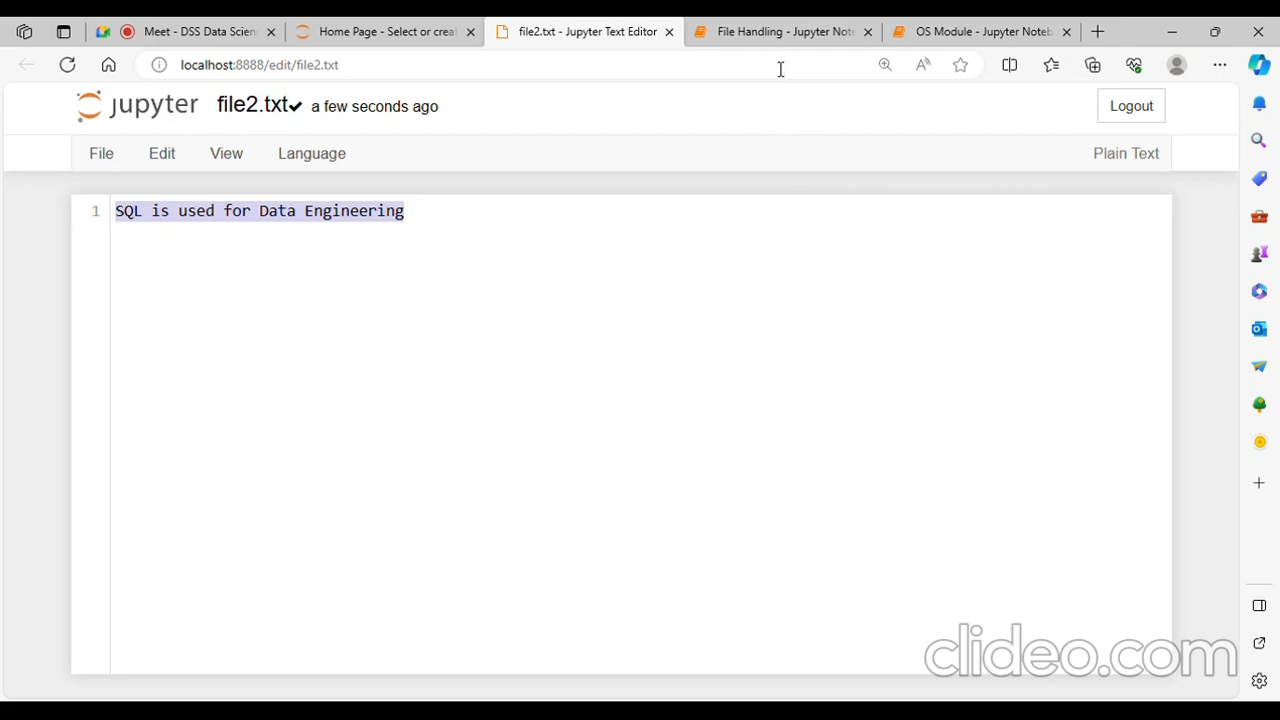 Meet - DSS Data Scien
Home Page - Select or creat
file2.txt - Jupyter Text Editor
File Handling - Jupyter Note
OS Module - Jupyter Noteb
localhost:8888/edit/file2.txt
jupyter file2.txt✔ a few seconds ago
Logout
File Edit View Language
Plain Text
1 SQL is used for Data Engineering
clideo.com